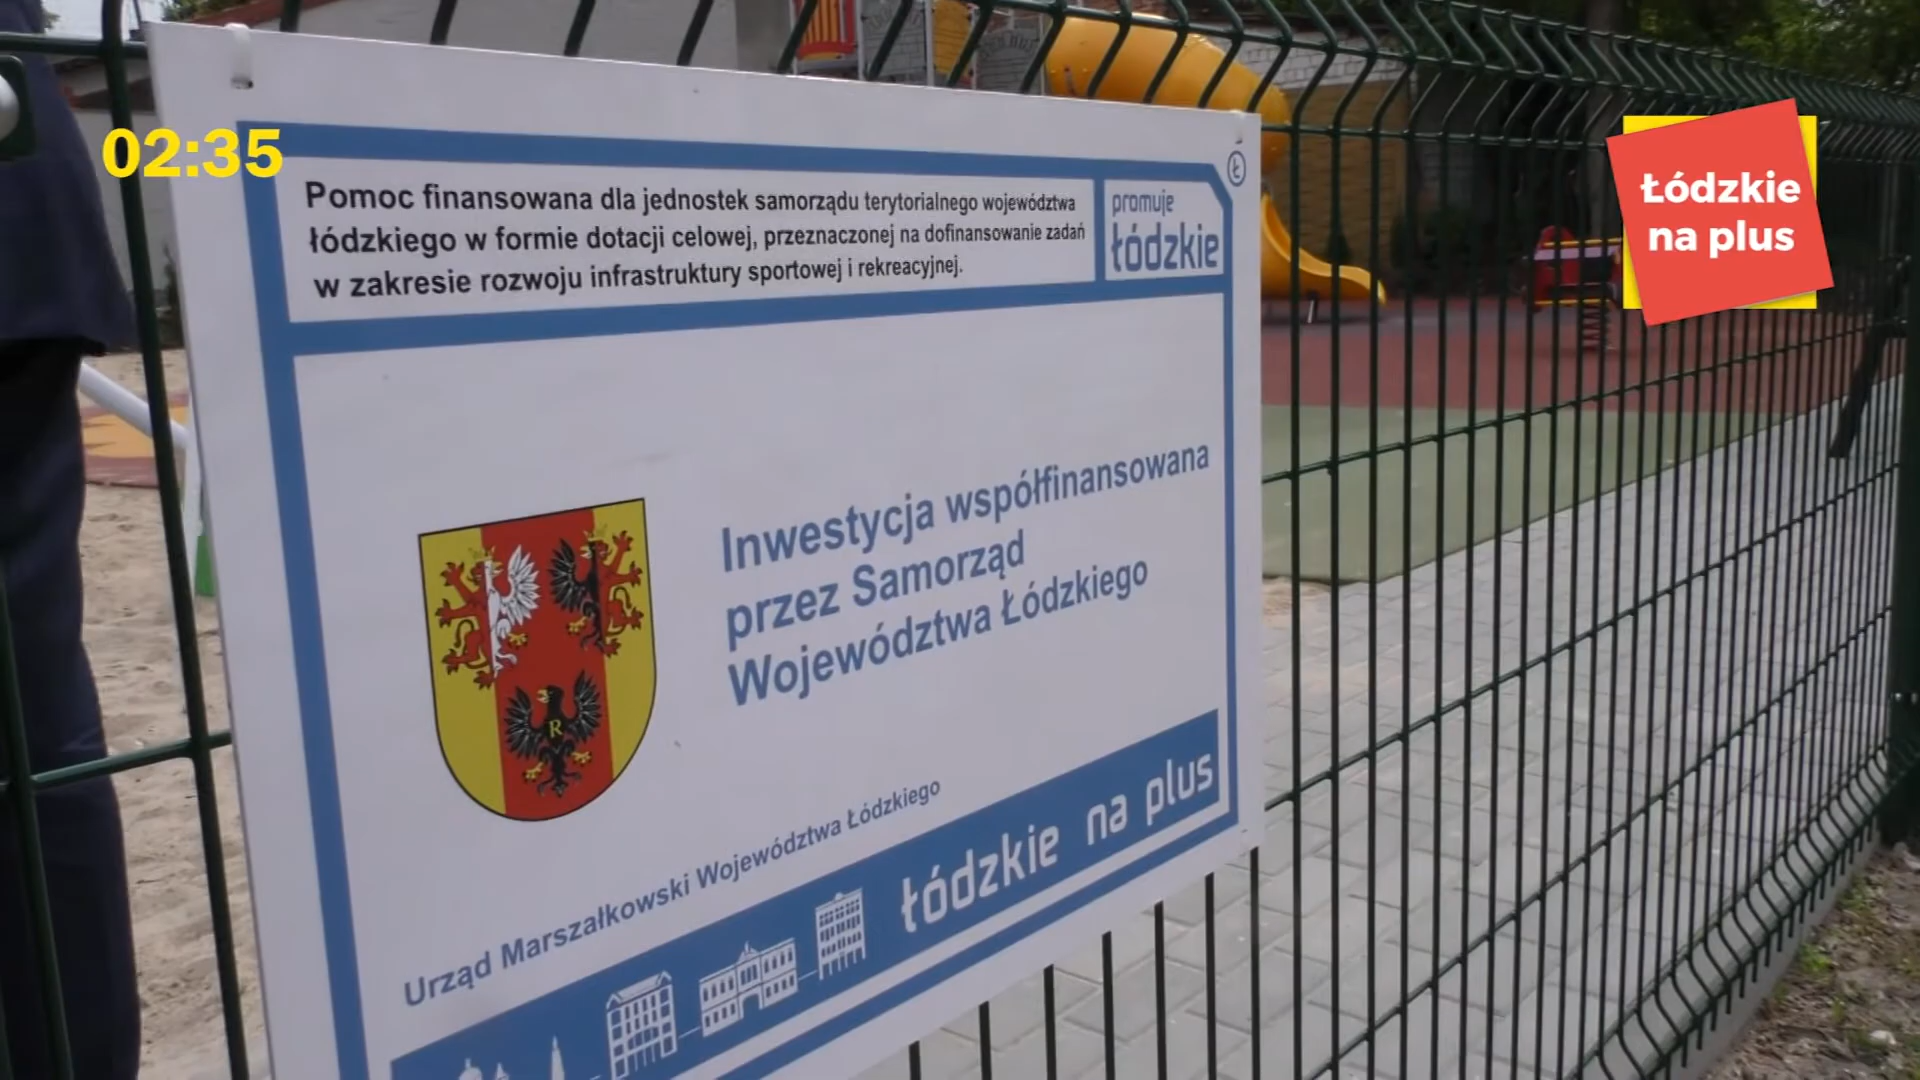 02:35
Łódzkie
na plus
Pomoc finansowana dla jednostek samorządu terytorialnego województwa
łódzkiego w formie dotacji celowej, przeznaczonej na dofinansowanie zadań
w zakresie rozwoju infrastruktury sportowej i rekreacyjnej.
promuje
łódzkie
Ł
Inwestycja współfinansowana
przez Samorząd
Województwa Łódzkiego
R
Urząd Marszałkowski Województwa Łódzkiego
łódzkie na plus